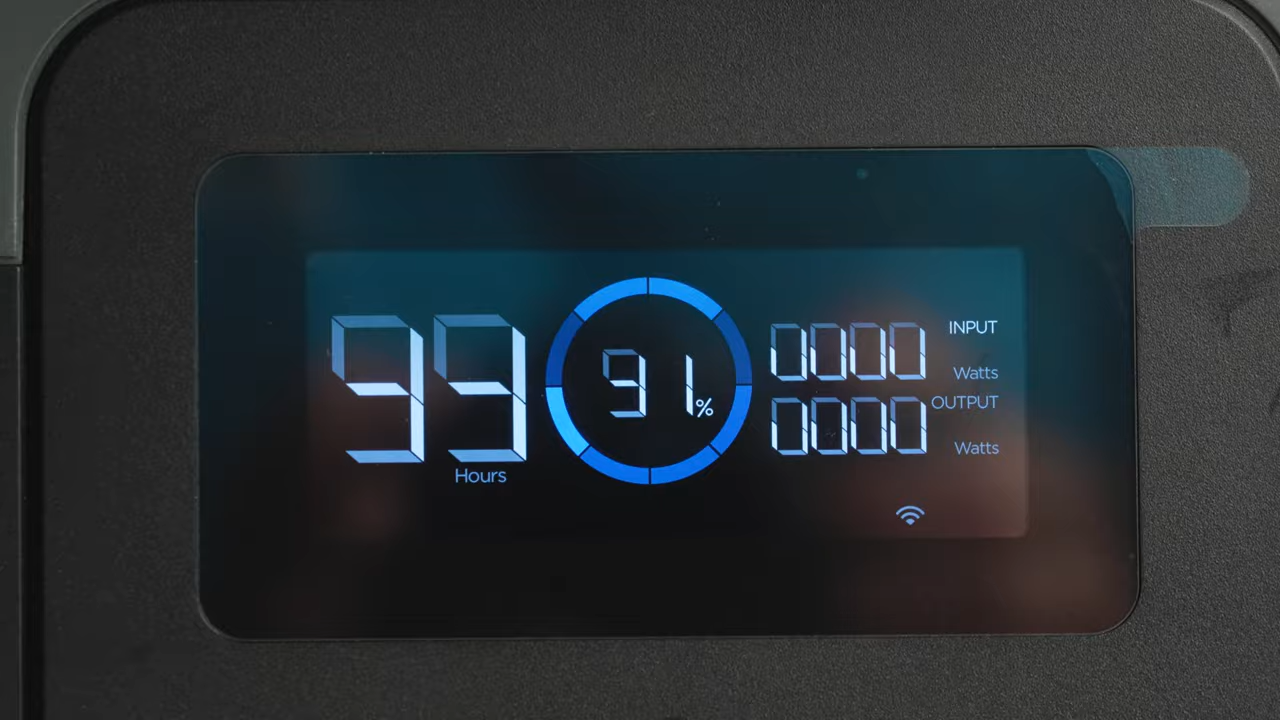 99
Hours
91%
0000 INPUT
Watts
0000 OUTPUT
Watts